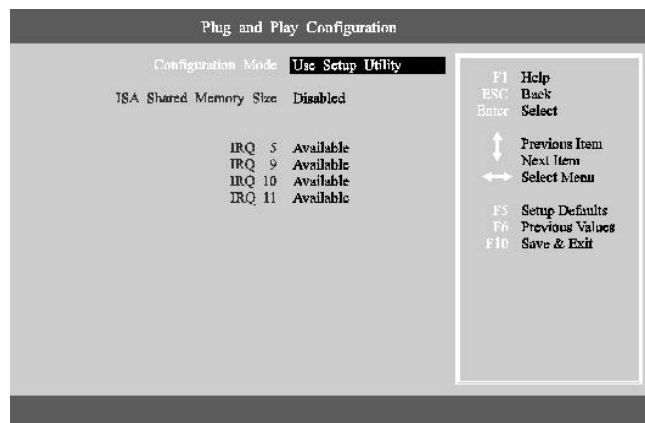 Plug and Play Configuration
Configuration Mode Use Setup Utility
ISA Shared Memory Size Disabled
IRQ 5 Available
IRQ 9 Available
IRQ 10 Available
IRQ 11 Available
F1 Help
ESC Back
Enter Select
Previous Item
Next Item
Select Menu
F5 Setup Defaults
F6 Previous Values
F10 Save & Exit